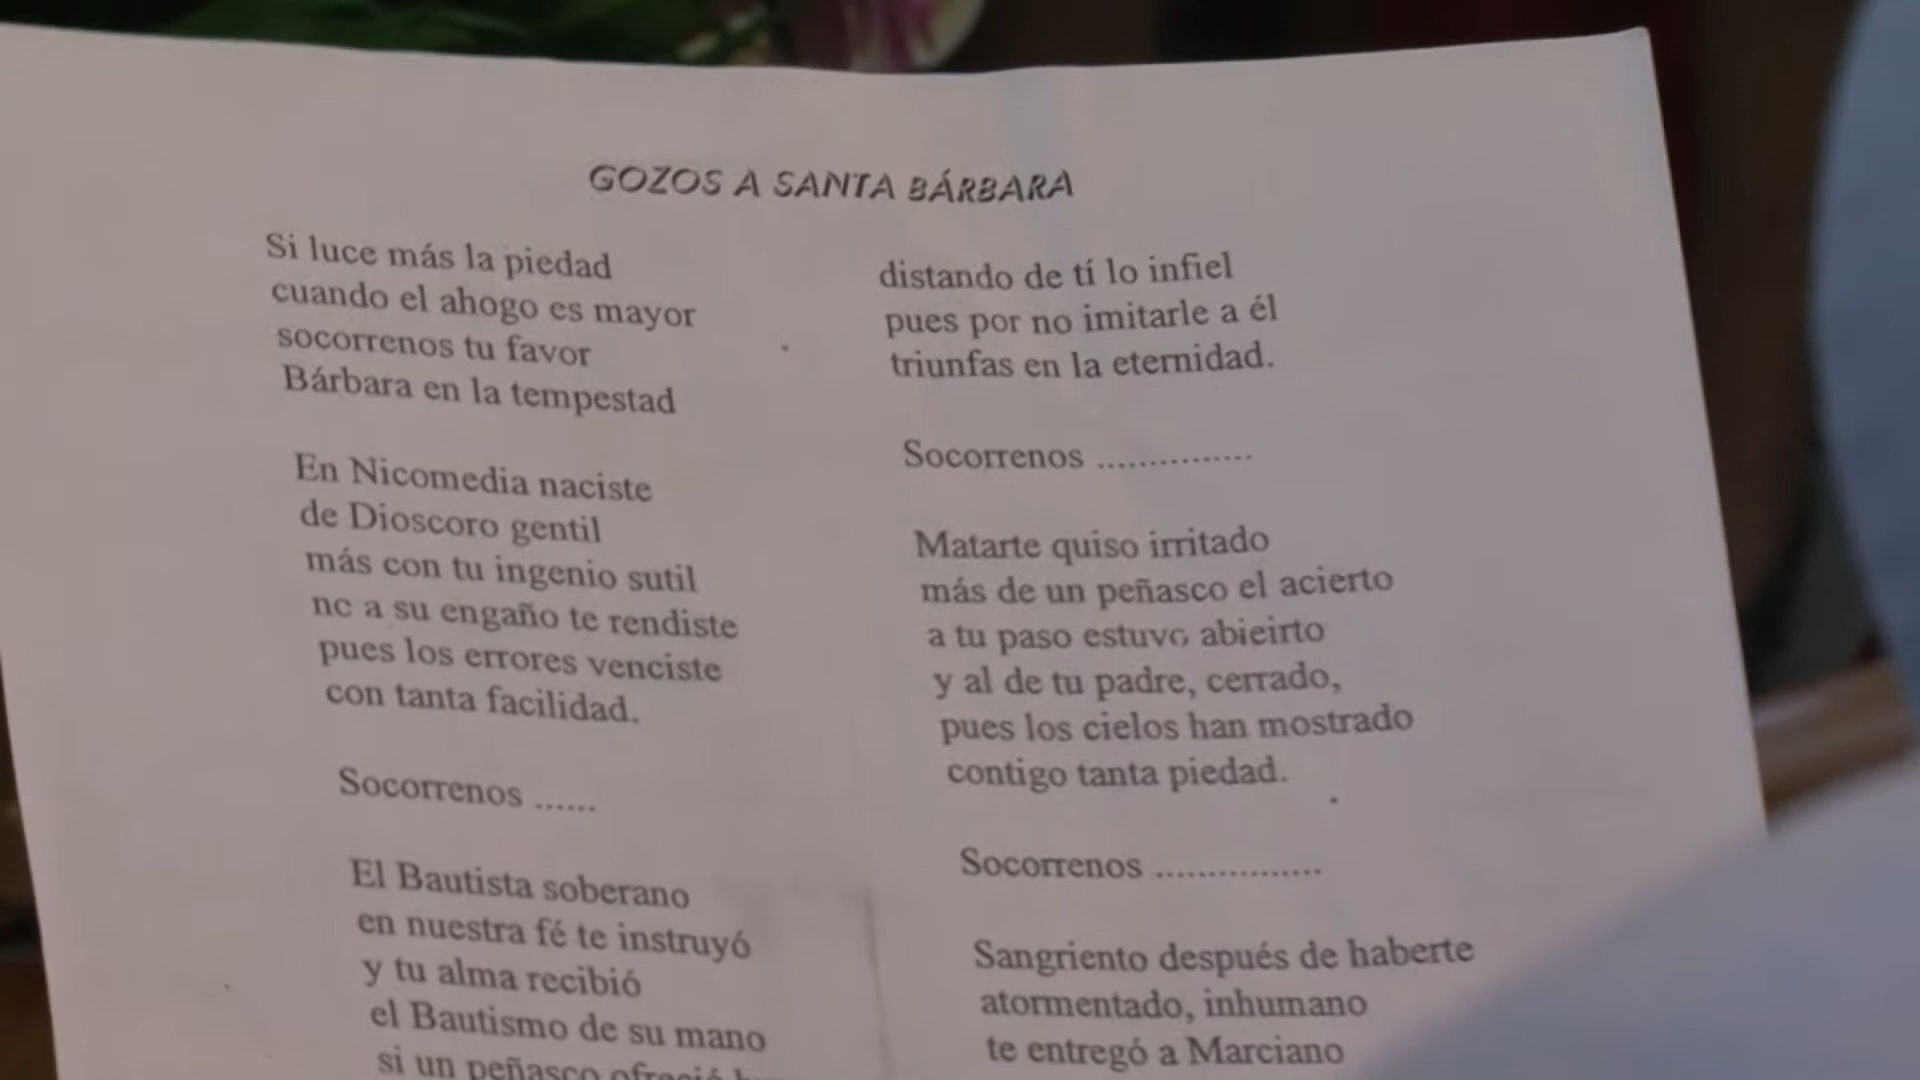 GOZOS A SANTA BÁRBARA
Si luce más la piedad
cuando el ahogo es mayor
socorrenos tu favor
Bárbara en la tempestad
En Nicomedia naciste
de Dioscoro gentil
más con tu ingenio sutil
no a su engaño te rendiste
pues los errores venciste
con tanta facilidad.
Socorrenos ......
El Bautista soberano
en nuestra fé te instruyó
y tu alma recibió
el Bautismo de su mano
si un peñasco ofreció
distando de tí lo infiel
pues por no imitarle a él
triunfas en la eternidad.
Socorrenos ...............
Matarte quiso irritado
más de un peñasco el acierto
a tu paso estuvo abieirto
y al de tu padre, cerrado,
pues los cielos han mostrado
contigo tanta piedad.
Socorrenos ................
Sangriento después de haberte
atormentado, inhumano
te entregó a Marciano